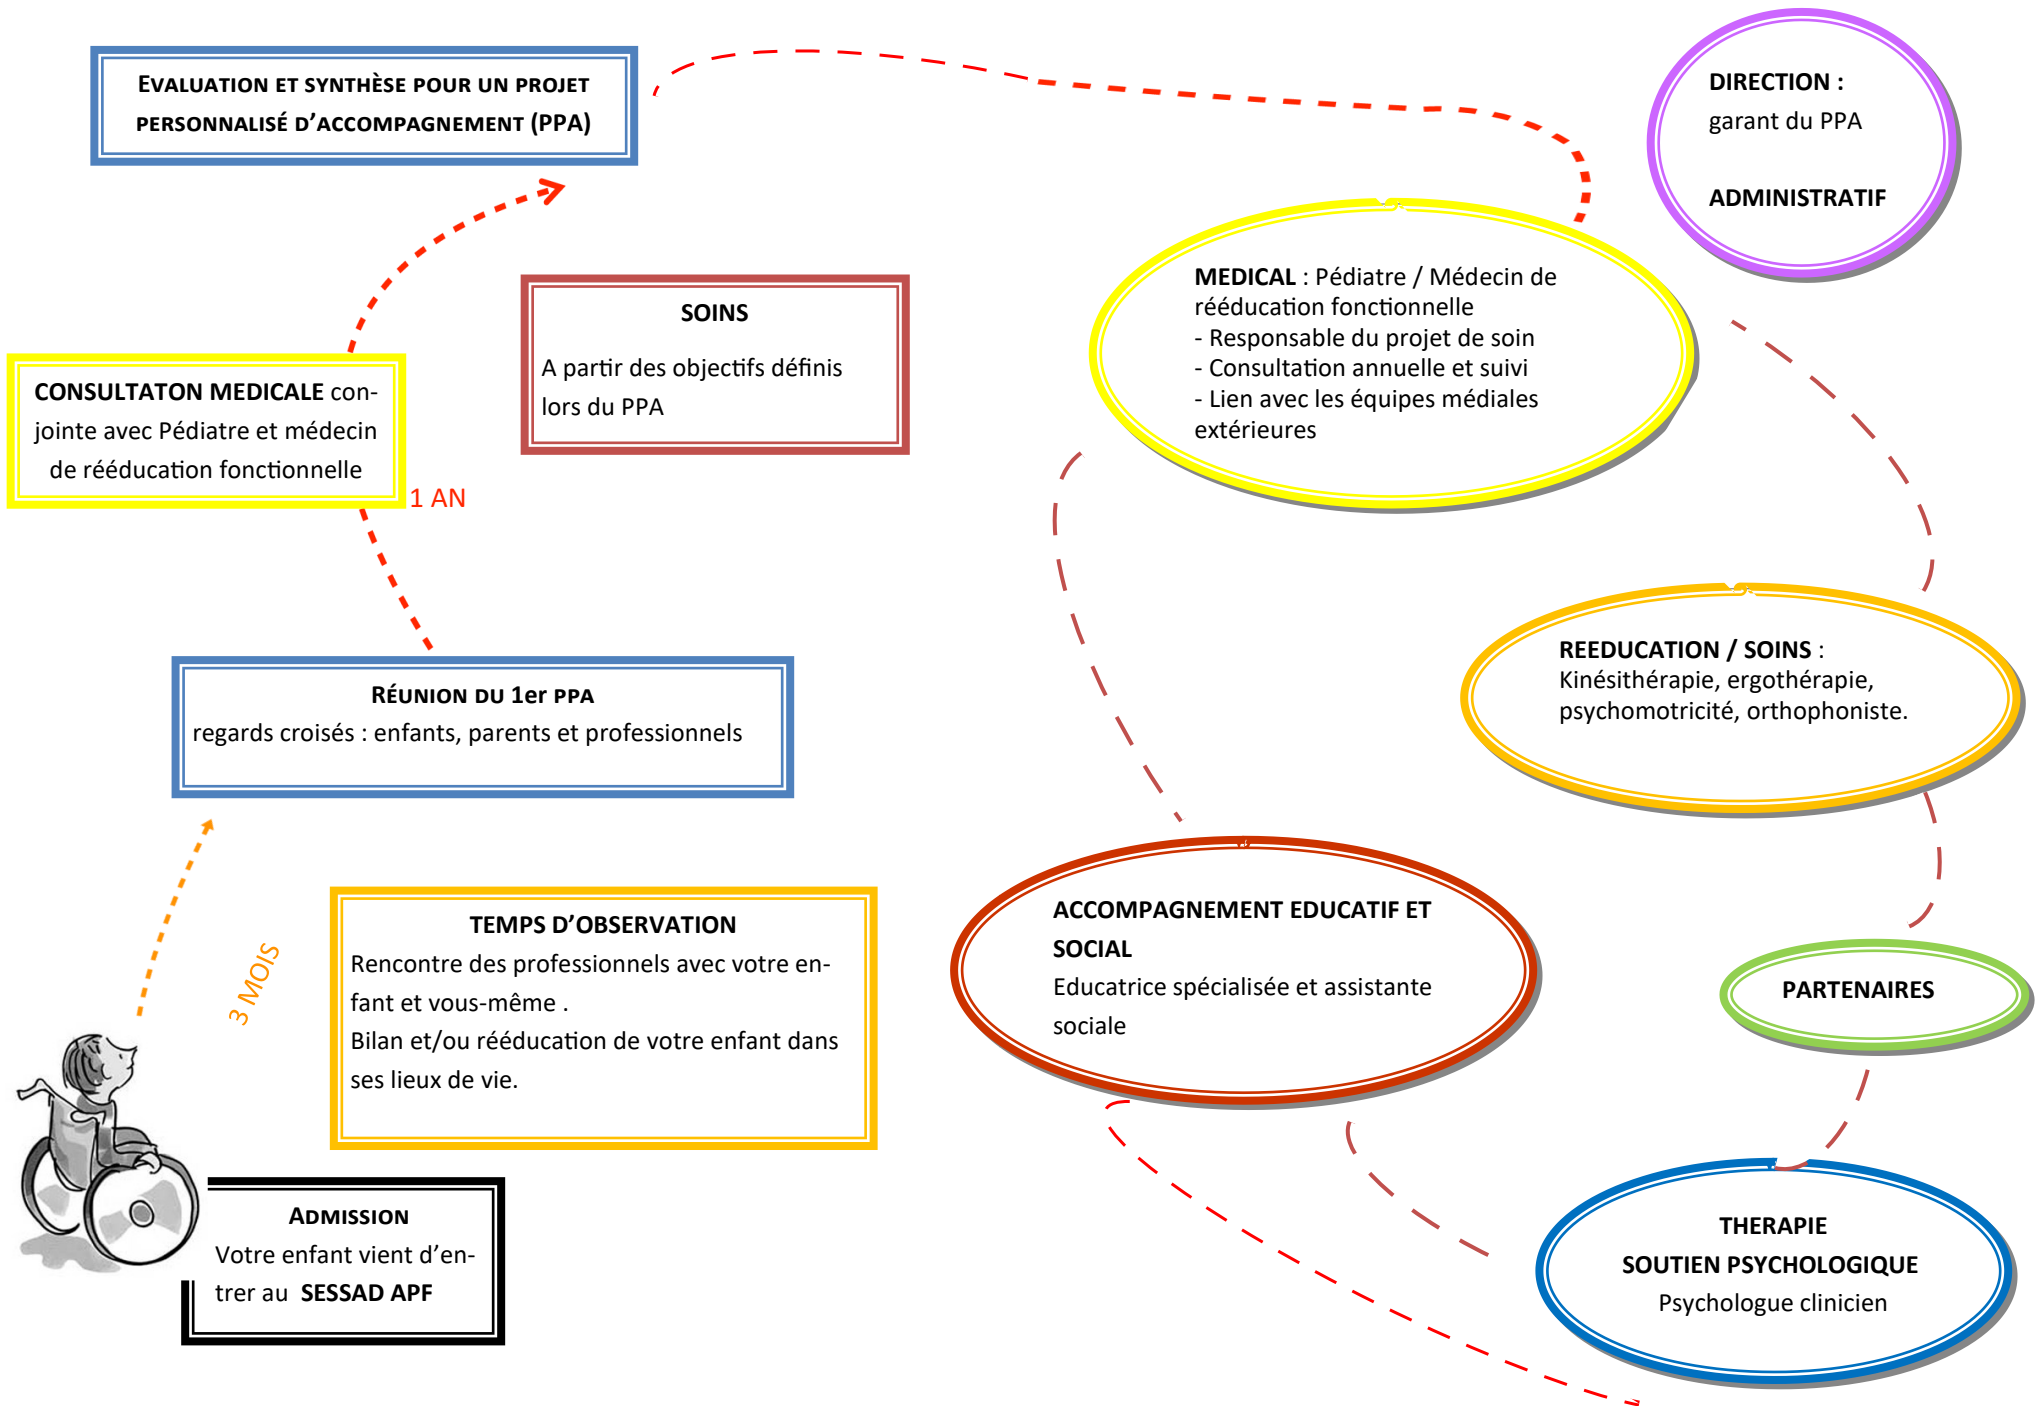 EVALUATION ET SYNTHÈSE POUR UN PROJET
PERSONNALISÉ D’ACCOMPAGNEMENT (PPA)
SOINS
A partir des objectifs définis
lors du PPA
CONSULTATON MEDICALE con-
jointe avec Pédiatre et médecin
de rééducation fonctionnelle
1 AN
RÉUNION DU 1er PPA
regards croisés : enfants, parents et professionnels
3 MOIS
TEMPS D’OBSERVATION
Rencontre des professionnels avec votre en-
fant et vous-même .
Bilan et/ou rééducation de votre enfant dans
ses lieux de vie.
ADMISSION
Votre enfant vient d’en-
trer au SESSAD APF
DIRECTION :
garant du PPA
ADMINISTRATIF
MEDICAL : Pédiatre / Médecin de
rééducation fonctionnelle
- Responsable du projet de soin
- Consultation annuelle et suivi
- Lien avec les équipes médiales
extérieures
REEDUCATION / SOINS :
Kinésithérapie, ergothérapie,
psychomotricité, orthophoniste.
ACCOMPAGNEMENT EDUCATIF ET
SOCIAL
Educatrice spécialisée et assistante
sociale
PARTENAIRES
THERAPIE
SOUTIEN PSYCHOLOGIQUE
Psychologue clinicien